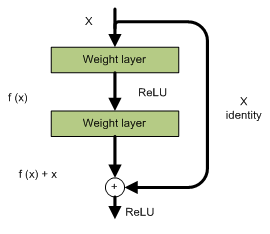 X
Weight layer
ReLU
f (x)
X
identity
Weight layer
f (x) + x
+
ReLU